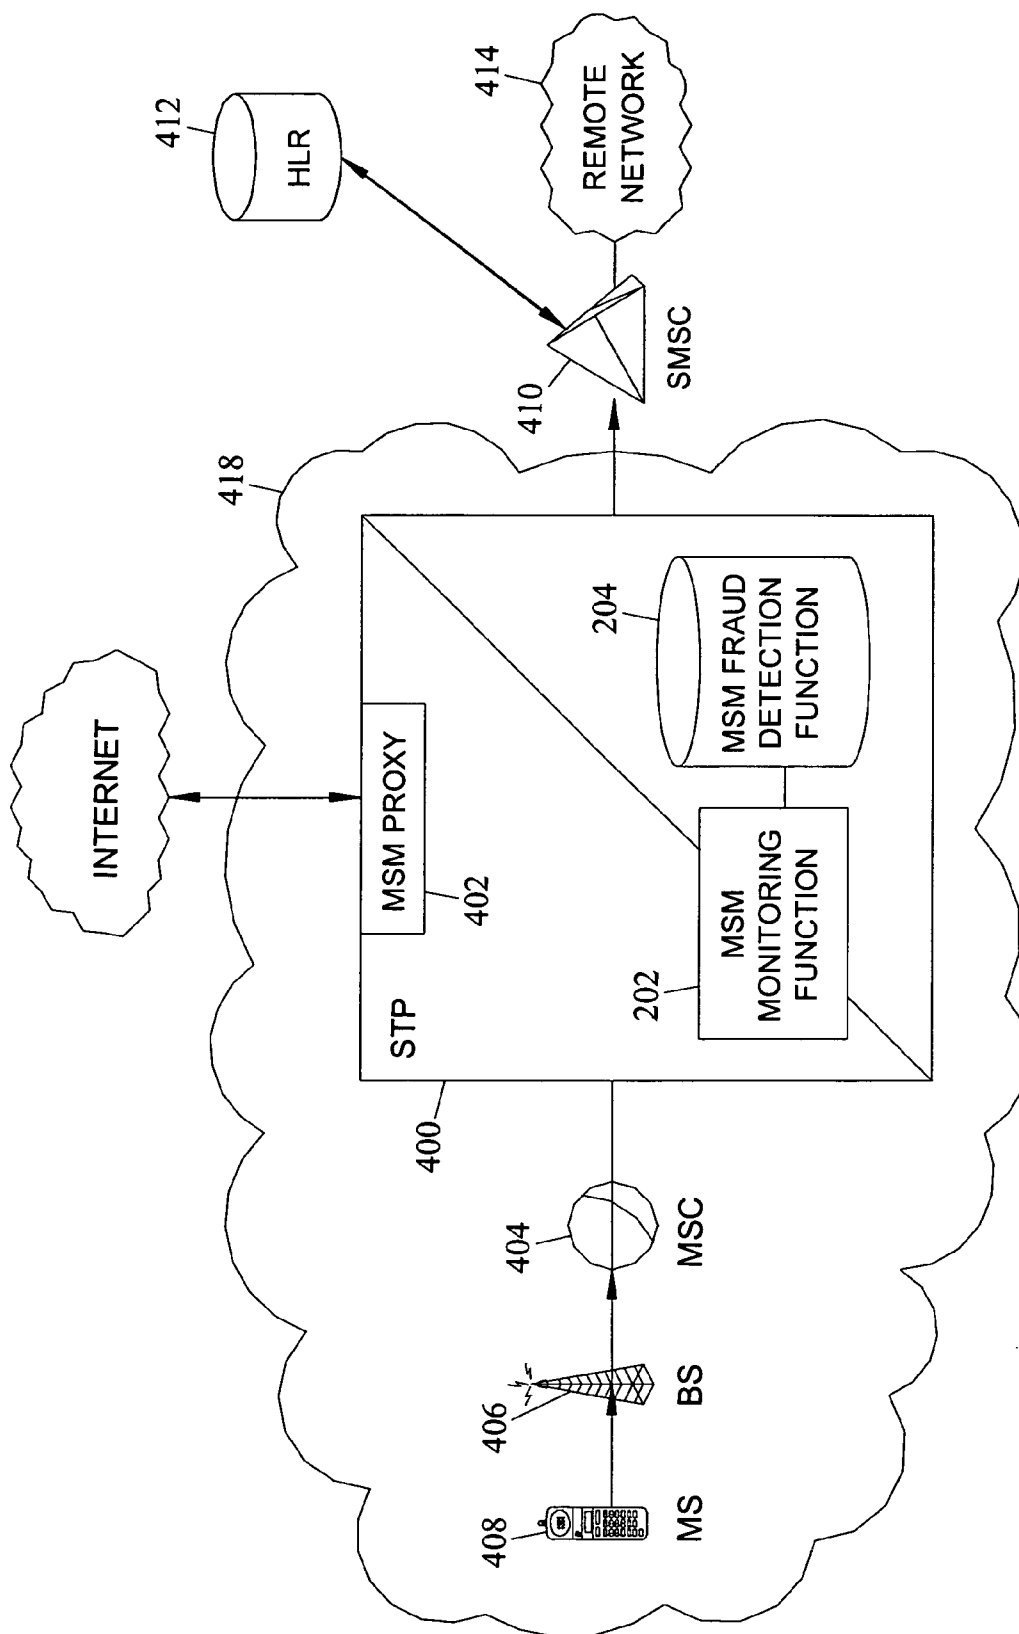 INTERNET
418
412
HLR
414
REMOTE
NETWORK
STP
MSM PROXY
402
400
410
SMSC
204
MSM FRAUD
DETECTION
FUNCTION
202
MSM
MONITORING
FUNCTION
408
MS
406
BS
404
MSC